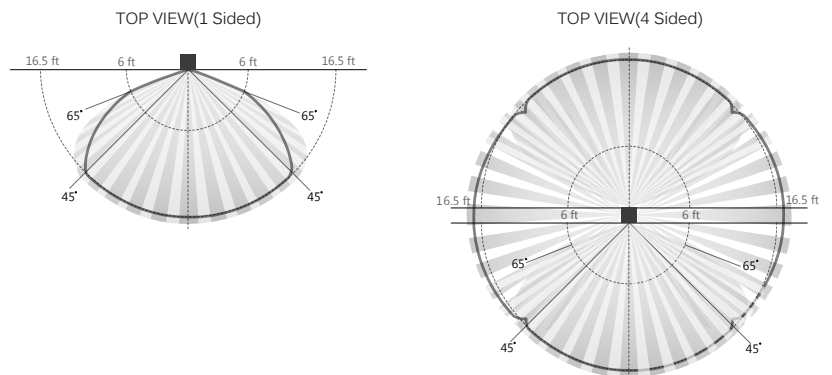 TOP VIEW(1 Sided)
16.5 ft 6 ft 6 ft 16.5 ft
65° 65°
45° 45°
TOP VIEW(4 Sided)
16.5 ft 16.5 ft
6 ft 6 ft
65° 65°
45° 45°